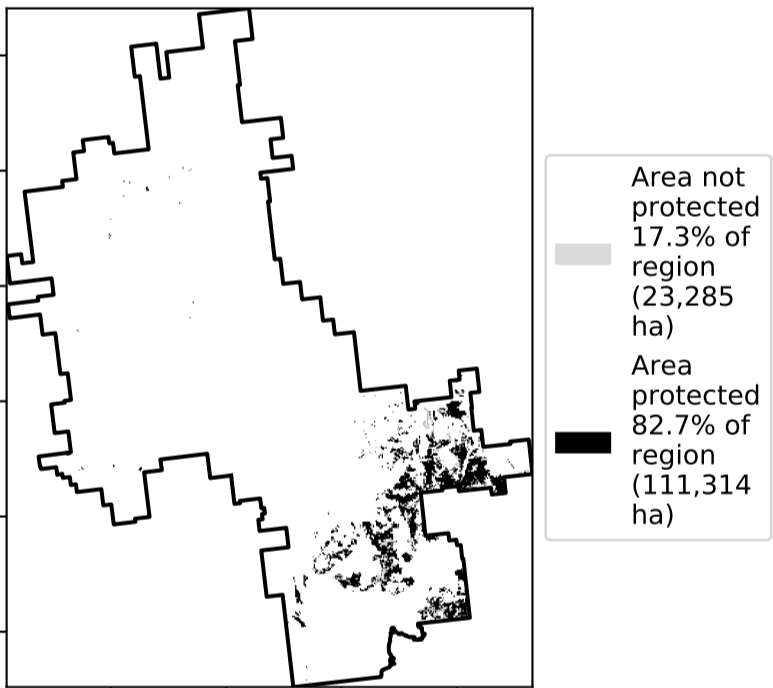 Area not
protected
17.3% of
region
(23,285
ha)
Area
protected
82.7% of
region
(111,314
ha)